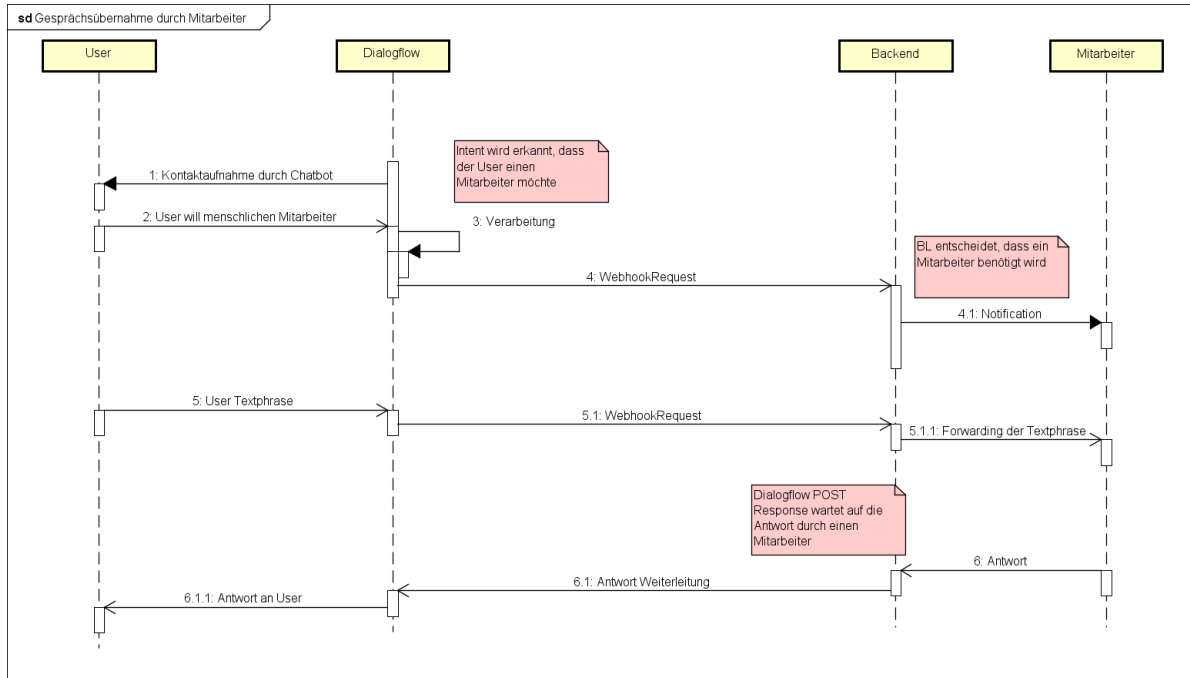 sd Gesprächsübernahme durch Mitarbeiter
User
Dialogflow
Backend
Mitarbeiter
Intent wird erkannt, dass
der User einen
Mitarbeiter möchte
1: Kontaktaufnahme durch Chatbot
2: User will menschlichen Mitarbeiter
3: Verarbeitung
BL entscheidet, dass ein
Mitarbeiter benötigt wird
4: WebhookRequest
4.1: Notification
5: User Textphrase
5.1: WebhookRequest
5.1.1: Forwarding der Textphrase
Dialogflow POST
Response wartet auf die
Antwort durch einen
Mitarbeiter
6: Antwort
6.1: Antwort Weiterleitung
6.1.1: Antwort an User